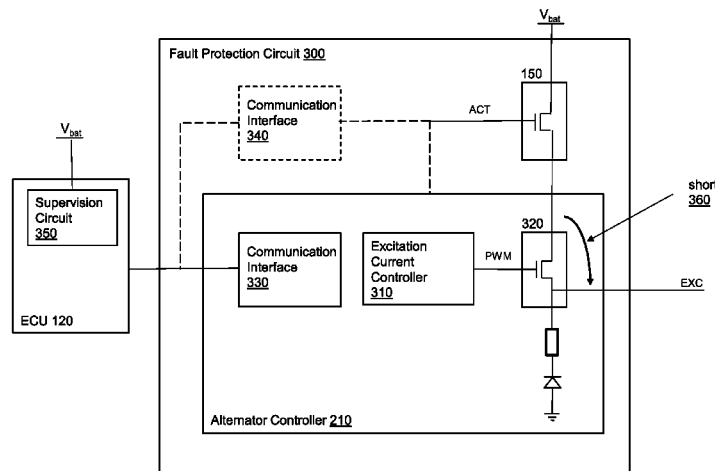 Vbat
Fault Protection Circuit 300
150
Communication
Interface
340
ACT
Vbat
short
360
Supervision
Circuit
350
320
Communication
Interface
330
Excitation
Current
Controller
310
PWM
EXC
ECU 120
Alternator Controller 210